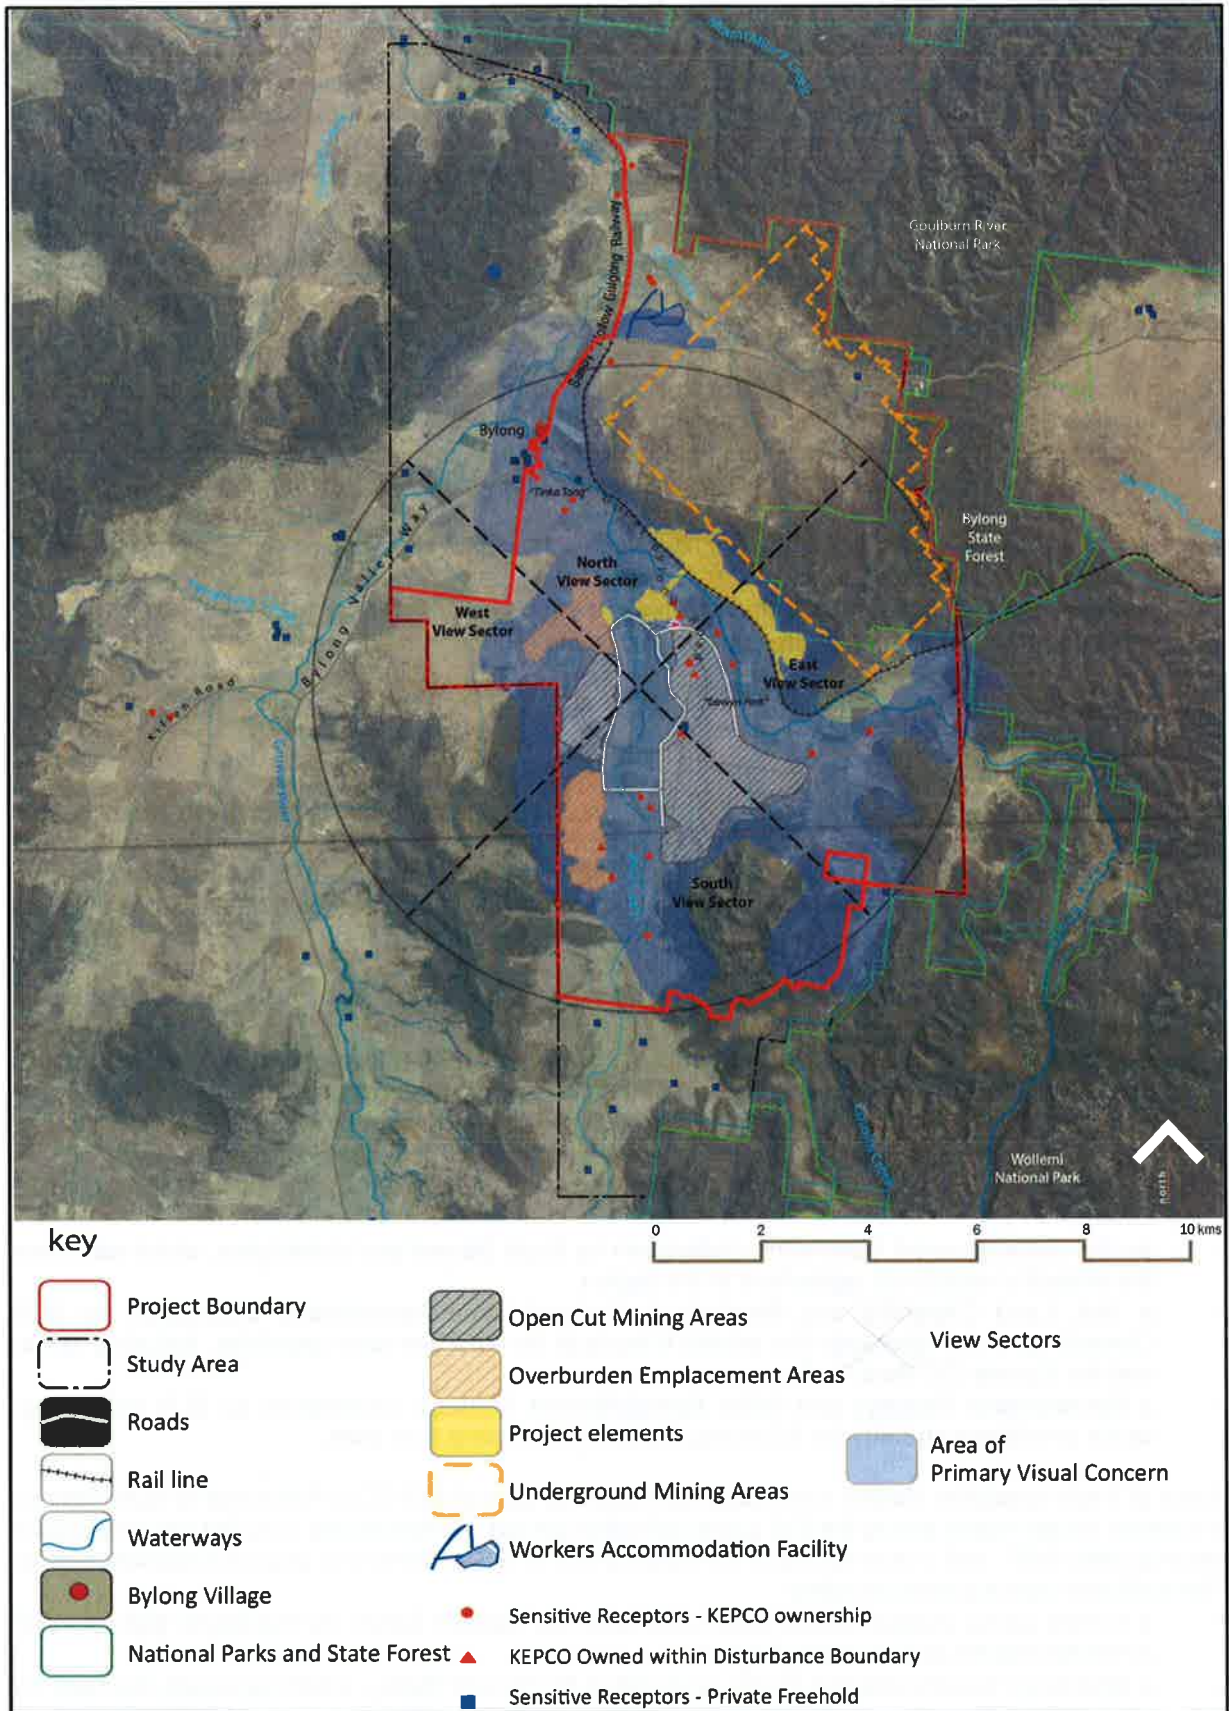 Goulburn River
National Park
Gulgong Railway
Bylong
"Tinka Tong"
Bylong Valley Way
North
View Sector
West
View Sector
Bylong
State
Forest
East
View Sector
Road
South
View Sector
Wollemi
National Park
north
key
0 2 4 6 8 10 kms
Project Boundary
Study Area
Roads
Rail line
Waterways
Bylong Village
National Parks and State Forest
Open Cut Mining Areas
Overburden Emplacement Areas
Project elements
Underground Mining Areas
Workers Accommodation Facility
Sensitive Receptors - KEPCO ownership
KEPCO Owned within Disturbance Boundary
Sensitive Receptors - Private Freehold
View Sectors
Area of
Primary Visual Concern